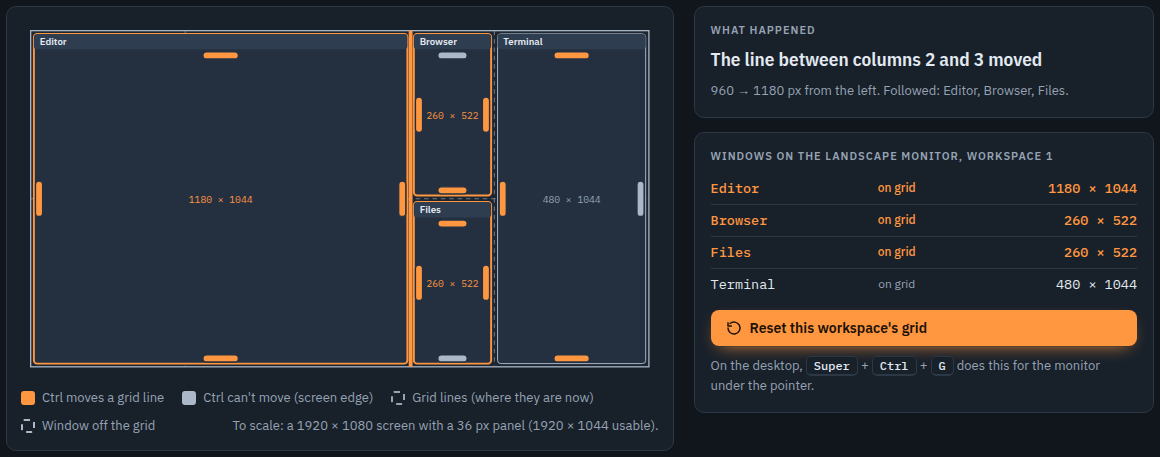 Editor
Browser
Terminal
260 × 522
1180 × 1044
480 × 1044
Files
260 × 522
Ctrl moves a grid line
Ctrl can't move (screen edge)
Grid lines (where they are now)
Window off the grid
To scale: a 1920 × 1080 screen with a 36 px panel (1920 × 1044 usable).
WHAT HAPPENED
The line between columns 2 and 3 moved
960 → 1180 px from the left. Followed: Editor, Browser, Files.
WINDOWS ON THE LANDSCAPE MONITOR, WORKSPACE 1
Editor on grid 1180 × 1044
Browser on grid 260 × 522
Files on grid 260 × 522
Terminal on grid 480 × 1044
Reset this workspace's grid
On the desktop, Super + Ctrl + G does this for the monitor
under the pointer.